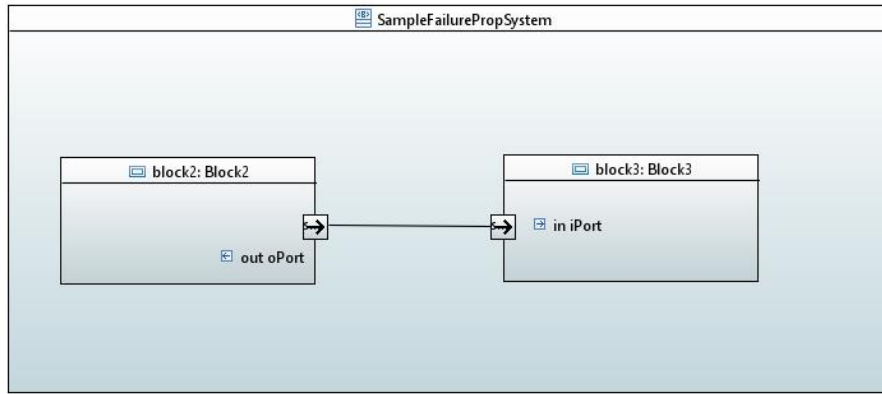 SampleFailurePropSystem
block2: Block2
block3: Block3
in iPort
out oPort